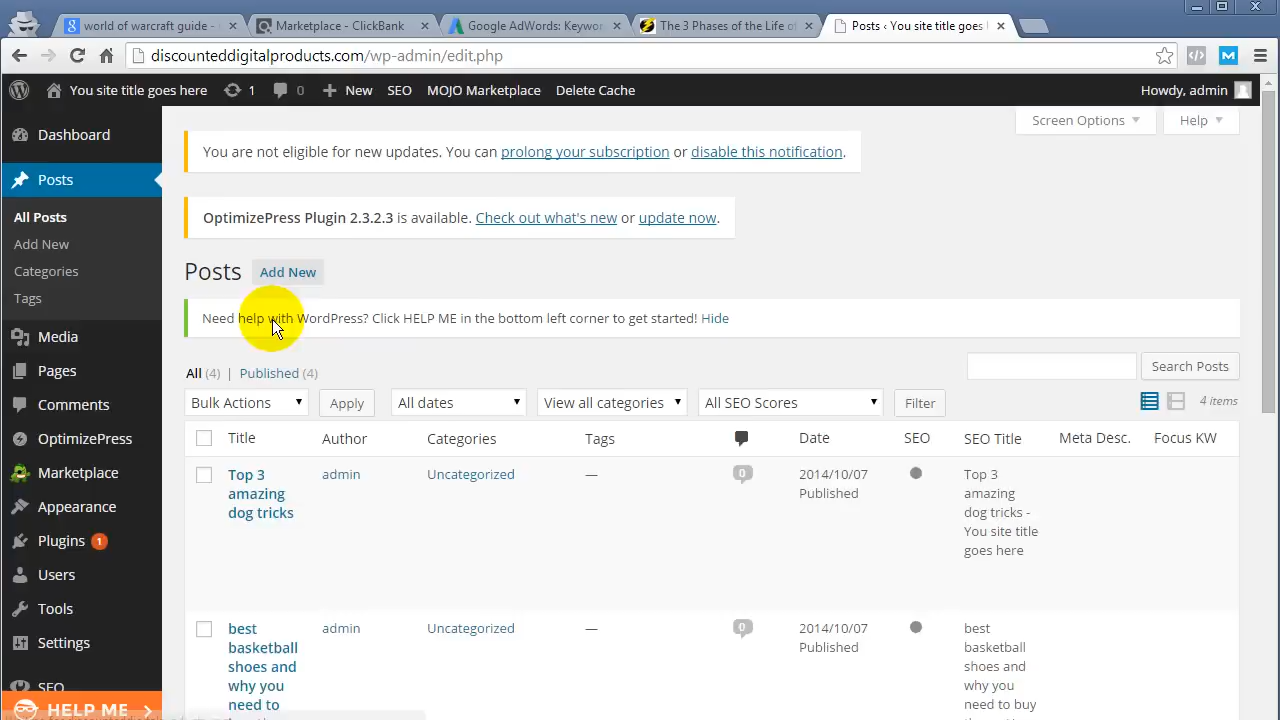 world of warcraft guide -
Marketplace - ClickBank
Google AdWords: Keywor
The 3 Phases of the Life of
Posts ‹ You site title goes
discounteddigitalproducts.com/wp-admin/edit.php
You site title goes here
1
0
New
SEO
MOJO Marketplace
Delete Cache
Howdy, admin
Dashboard
Posts
All Posts
Add New
Categories
Tags
Media
Pages
Comments
OptimizePress
Marketplace
Appearance
Plugins 1
Users
Tools
Settings
SEO
HELP ME
Screen Options
Help
You are not eligible for new updates. You can prolong your subscription or disable this notification.
OptimizePress Plugin 2.3.2.3 is available. Check out what's new or update now.
Posts Add New
Need help with WordPress? Click HELP ME in the bottom left corner to get started! Hide
All (4) | Published (4)
Search Posts
Bulk Actions
Apply
All dates
View all categories
All SEO Scores
Filter
4 items
Title Author Categories Tags Date SEO SEO Title Meta Desc. Focus KW
Top 3
amazing
dog tricks
admin
Uncategorized
—
0
2014/10/07
Published
Top 3
amazing
dog tricks -
You site title
goes here
best
basketball
shoes and
why you
need to
admin
Uncategorized
—
0
2014/10/07
Published
best
basketball
shoes and
why you
need to buy